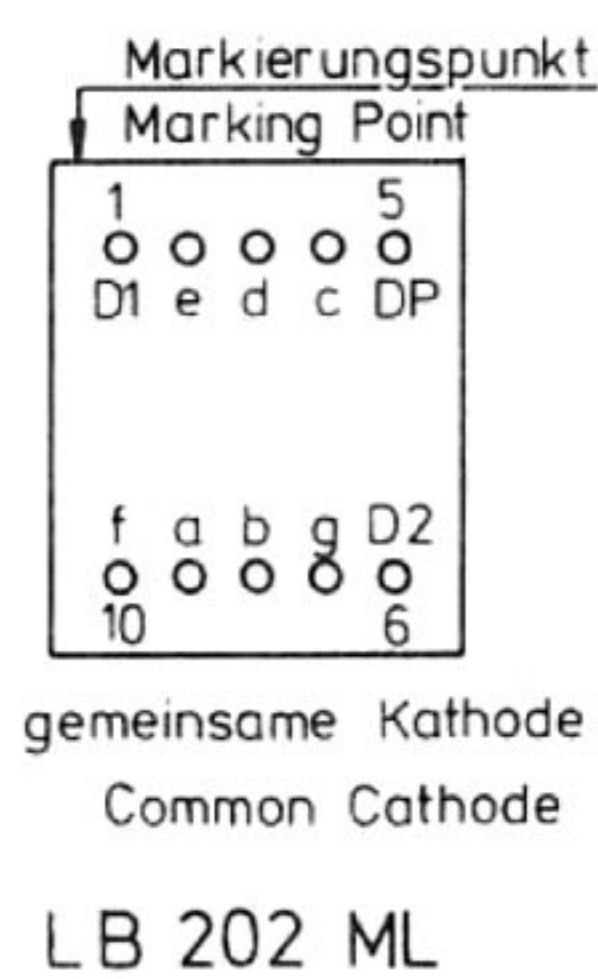 Markierungspunkt
Marking Point
1 5
D1 e d c DP
f a b g D2
10 6
gemeinsame Kathode
Common Cathode
LB 202 ML